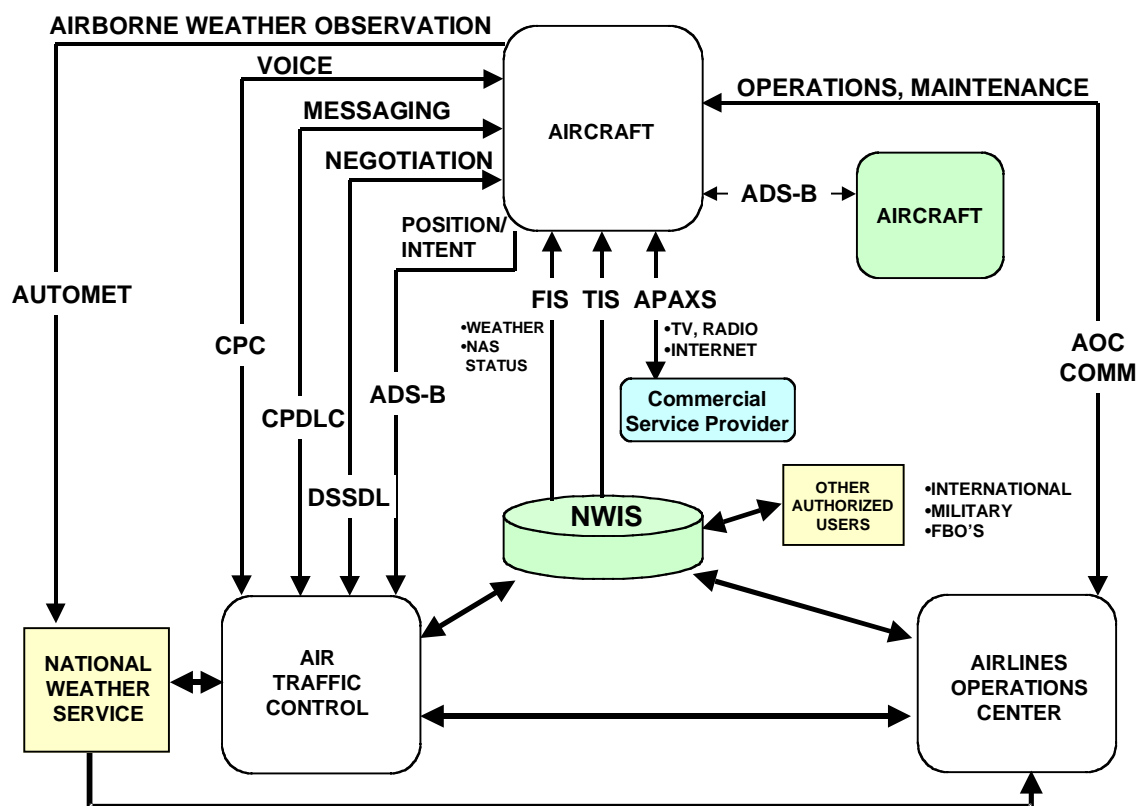 AIRBORNE WEATHER OBSERVATION
VOICE
MESSAGING
NEGOTIATION
POSITION/
INTENT
AIRCRAFT
OPERATIONS, MAINTENANCE
ADS-B
AIRCRAFT
AUTOMET
CPC
CPDLC
DSSDL
ADS-B
FIS
•WEATHER
•NAS
STATUS
TIS
APAXS
•TV, RADIO
•INTERNET
Commercial
Service Provider
AOC
COMM
NWIS
OTHER
AUTHORIZED
USERS
•INTERNATIONAL
•MILITARY
•FBO'S
NATIONAL
WEATHER
SERVICE
AIR
TRAFFIC
CONTROL
AIRLINES
OPERATIONS
CENTER